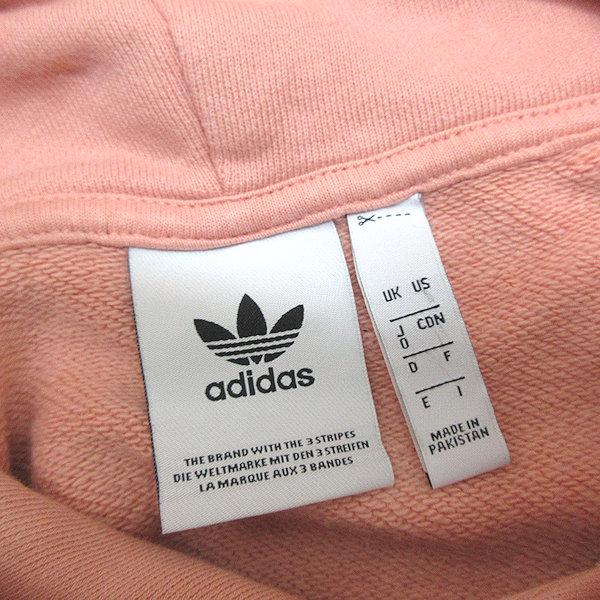 adidas
THE BRAND WITH THE 3 STRIPES
DIE WELTMARKE MIT DEN 3 STREIFEN
LA MARQUE AUX 3 BANDES
UK US
J/O CDN
D F
E I
MADE IN
PAKISTAN